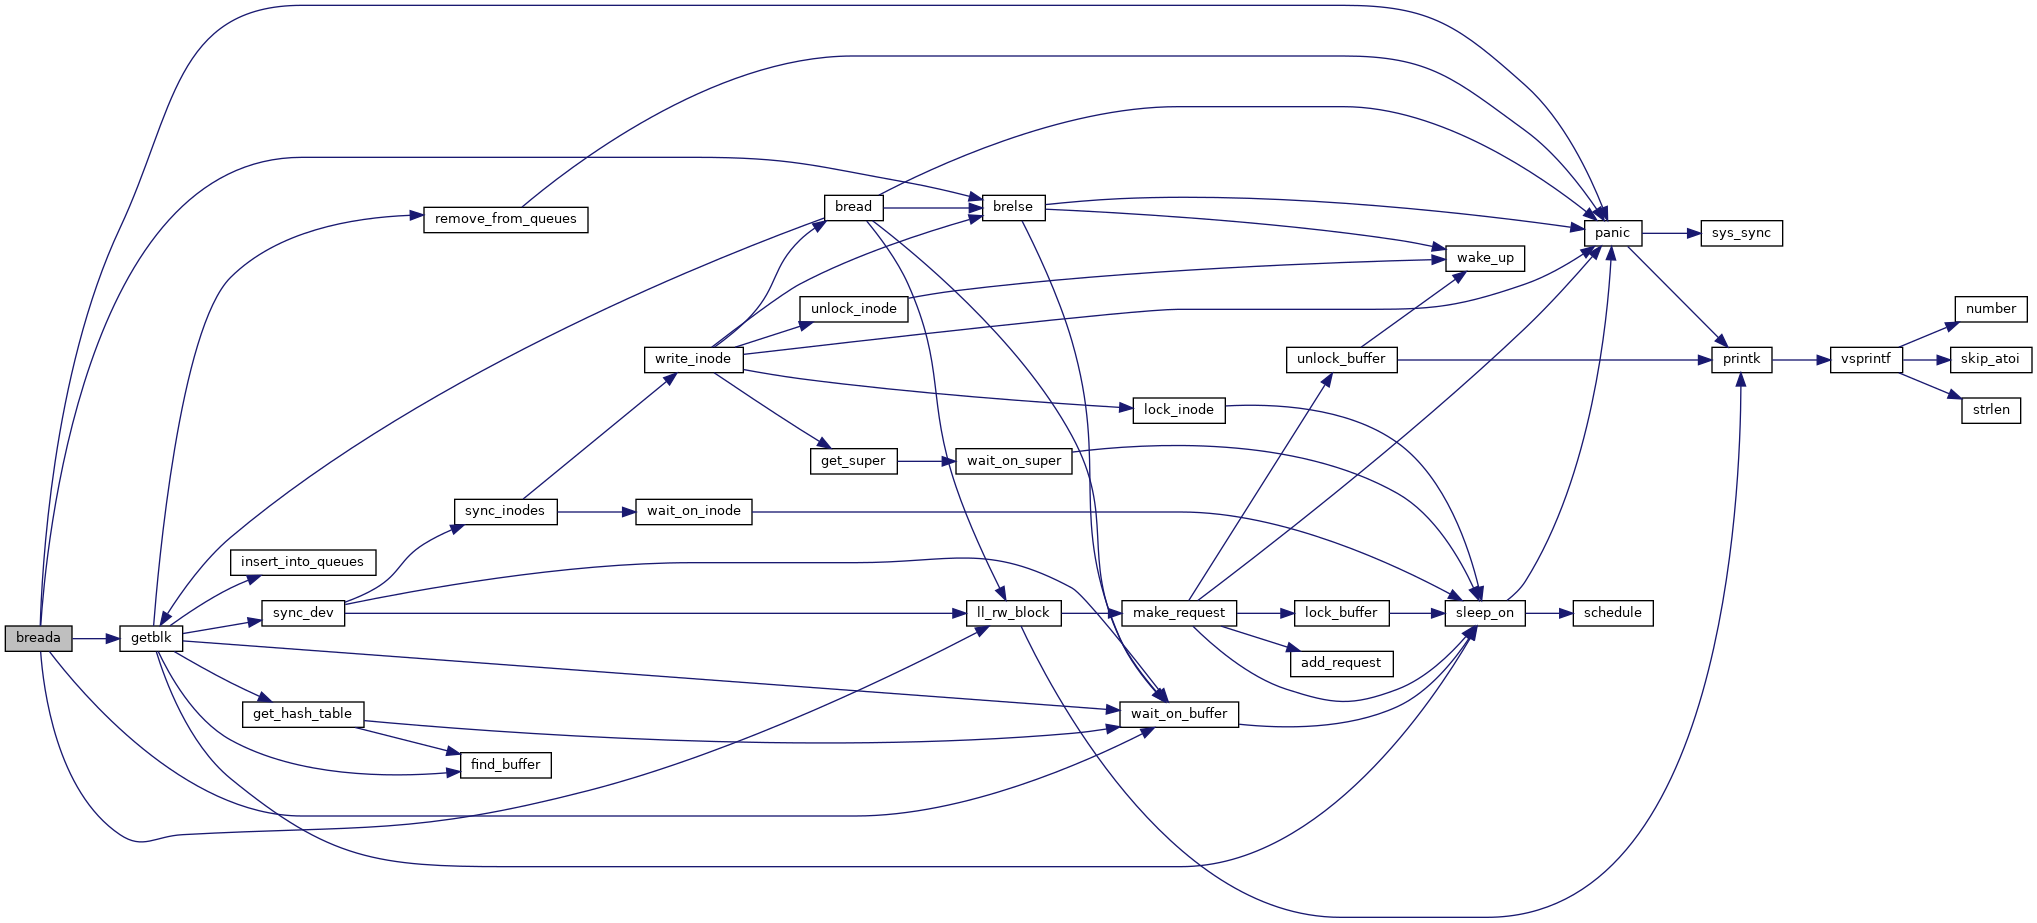 breada
getblk
remove_from_queues
insert_into_queues
sync_dev
get_hash_table
find_buffer
sync_inodes
write_inode
wait_on_inode
bread
unlock_inode
get_super
brelse
wait_on_super
ll_rw_block
lock_inode
make_request
wait_on_buffer
unlock_buffer
lock_buffer
add_request
wake_up
sleep_on
panic
schedule
sys_sync
printk
vsprintf
number
skip_atoi
strlen